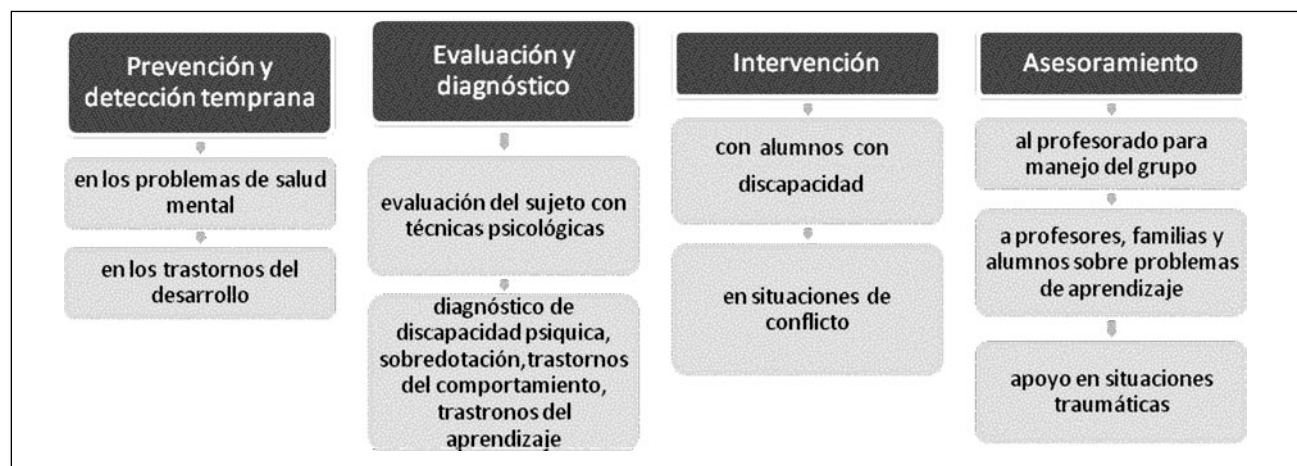 Prevención y
detección temprana
en los problemas de salud
mental
en los trastornos del
desarrollo
Evaluación y
diagnóstico
evaluación del sujeto con
técnicas psicológicas
diagnóstico de
discapacidad psiquica,
sobredotación,trastornos
del comportamiento,
trastronos del
aprendizaje
Intervención
con alumnos con
discapacidad
en situaciones de
conflicto
Asesoramiento
al profesorado para
manejo del grupo
a profesores, familias y
alumnos sobre problemas
de aprendizaje
apoyo en situaciones
traumáticas